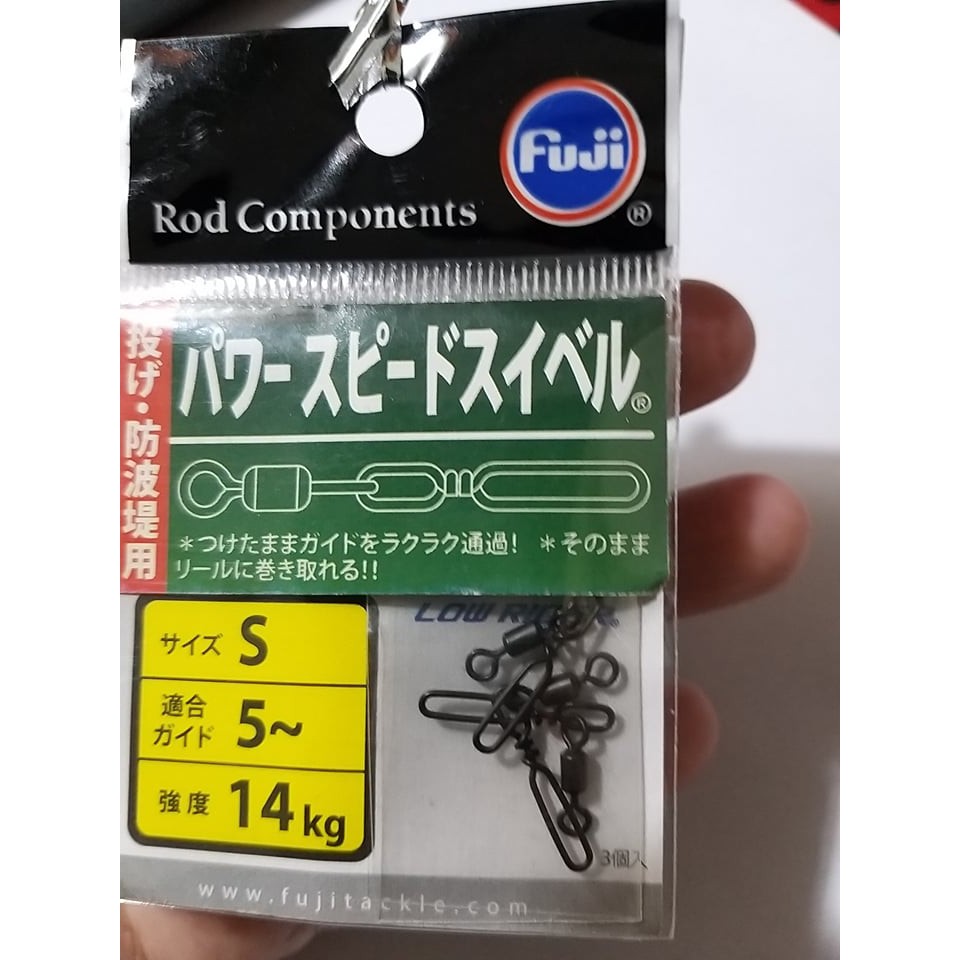 Fuji
®
Rod Components
投げ・防波堤用
パワースピードスイベル®
＊つけたままガイドをラクラク通過！ ＊そのまま
リールに巻き取れる！！
LOW RIDER
サイズ S
適合
ガイド 5~
強度 14kg
3個入
www.fujitackle.com